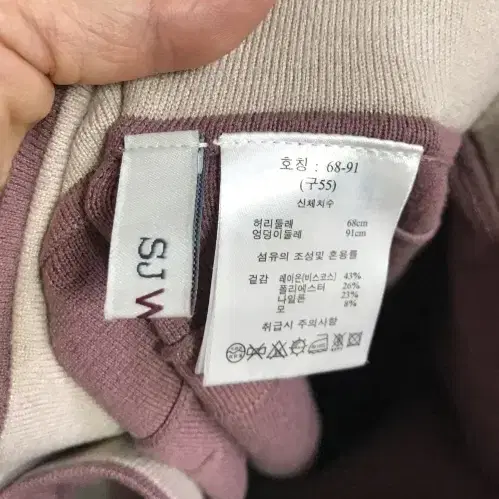 SJ W
호칭 : 68-91
(구55)
신체치수
허리둘레 68cm
엉덩이둘레 91cm
섬유의 조성및 혼용률
겉감 레이온(비스코스) 43%
폴리에스터 26%
나일론 23%
모 8%
취급시 주의사항